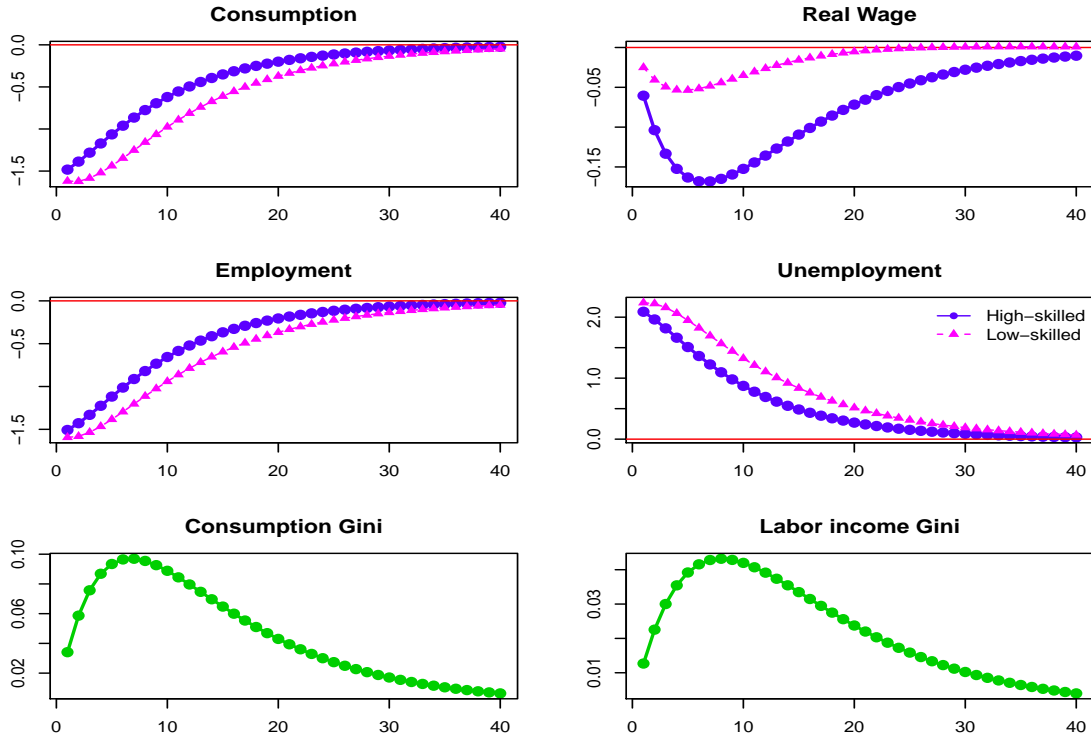 Consumption
0.0
-0.5
-1.5
0 10 20 30 40
Real Wage
-0.05
-0.15
0 10 20 30 40
Employment
0.0
-0.5
-1.5
0 10 20 30 40
Unemployment
2.0
1.0
0.0
High-skilled
Low-skilled
0 10 20 30 40
Consumption Gini
0.10
0.06
0.02
0 10 20 30 40
Labor income Gini
0.03
0.01
0 10 20 30 40